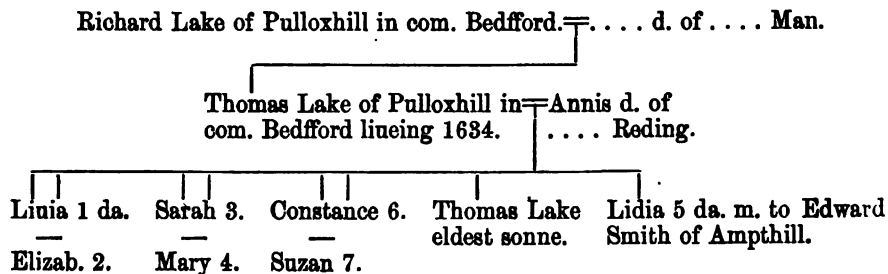 Richard Lake of Pulloxhill in com. Bedfford.=. . . . d. of . . . . Man.
Thomas Lake of Pulloxhill in=Annis d. of
com. Bedfford liueing 1634. . . . . Reding.
Liuia 1 da. Sarah 3. Constance 6. Thomas Lake Lidia 5 da. m. to Edward
— — — eldest sonne. Smith of Ampthill.
Elizab. 2. Mary 4. Suzan 7.